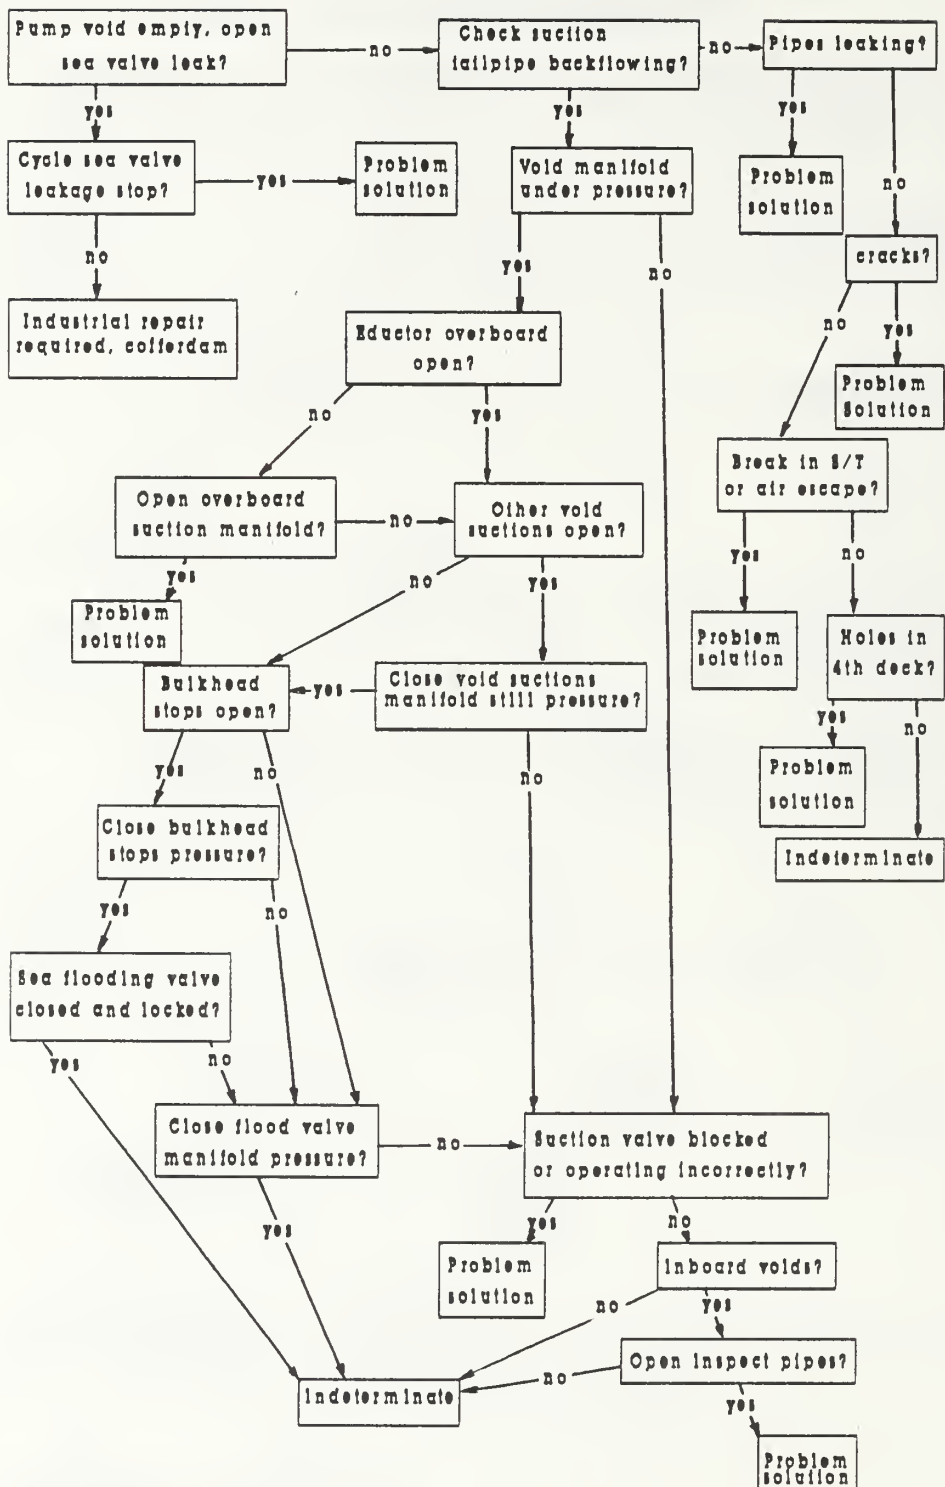 Pump void empty, open
sea valve leak?
no
Check suction
tailpipe backflowing?
no
Pipes leaking?
yes
yes
yes
no
Cycle sea valve
leakage stop?
yes
Problem
solution
Void manifold
under pressure?
Problem
solution
no
yes
no
cracks?
Industrial repair
required, cofferdam
Eductor overboard
open?
no
yes
Problem
Solution
no
yes
Break in S/T
or air escape?
Open overboard
suction manifold?
no
Other void
suctions open?
yes
no
yes
no
yes
Problem
solution
Problem
solution
Holes in
4th deck?
Bulkhead
stops open?
yes
Close void suctions
manifold still pressure?
yes
no
yes
no
no
Problem
solution
Close bulkhead
stops pressure?
Indeterminate
yes
no
Sea flooding valve
closed and locked?
yes
no
Close flood valve
manifold pressure?
no
Suction valve blocked
or operating incorrectly?
yes
yes
no
Problem
solution
Inboard voids?
no
yes
Open inspect pipes?
no
Indeterminate
yes
Problem
solution